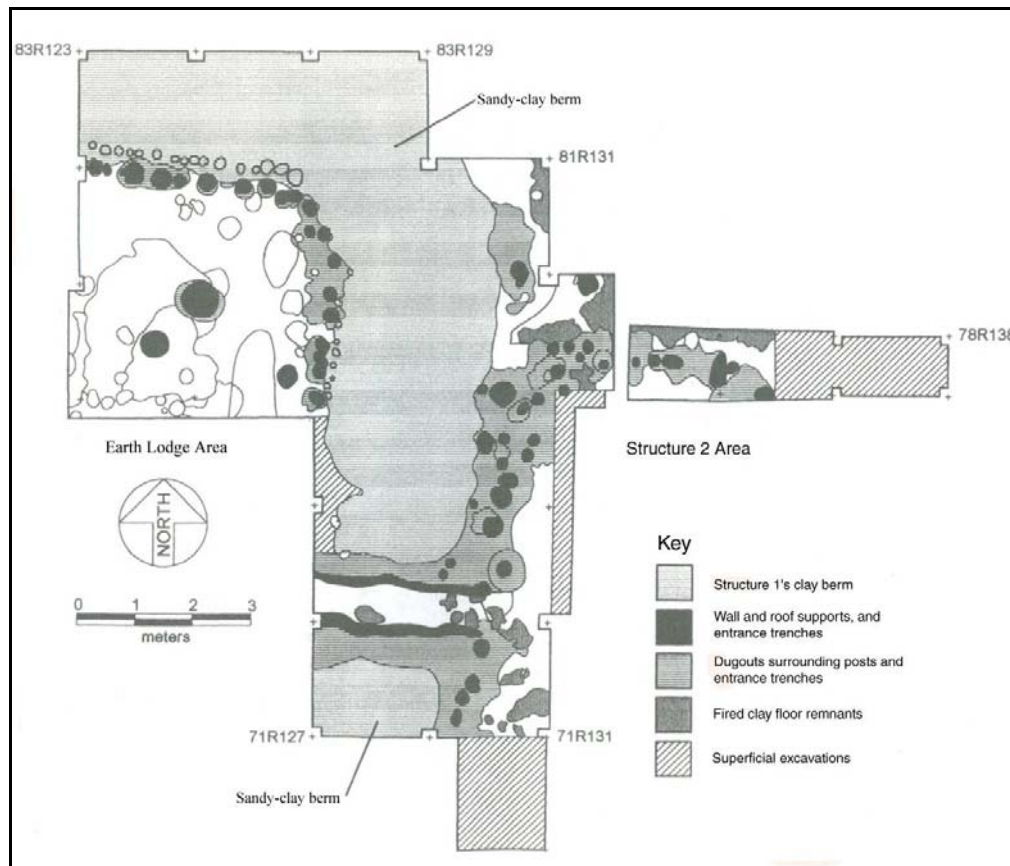 83R123
83R129
Sandy-clay berm
81R131
78R138
Earth Lodge Area
Structure 2 Area
NORTH
Key
0 1 2 3
meters
Structure 1's clay berm
Wall and roof supports, and
entrance trenches
Dugouts surrounding posts and
entrance trenches
Fired clay floor remnants
Superficial excavations
71R127
71R131
Sandy-clay berm